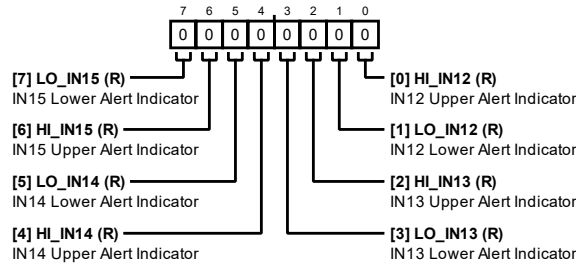 7 6 5 4 3 2 1 0
0 0 0 0 0 0 0 0
[7] LO_IN15 (R)
IN15 Lower Alert Indicator
[6] HI_IN15 (R)
IN15 Upper Alert Indicator
[5] LO_IN14 (R)
IN14 Lower Alert Indicator
[4] HI_IN14 (R)
IN14 Upper Alert Indicator
[0] HI_IN12 (R)
IN12 Upper Alert Indicator
[1] LO_IN12 (R)
IN12 Lower Alert Indicator
[2] HI_IN13 (R)
IN13 Upper Alert Indicator
[3] LO_IN13 (R)
IN13 Lower Alert Indicator